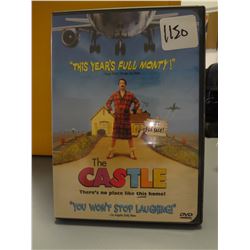 1150
"THIS YEAR'S FULL MONTY!"
The
CASTLE
There's no place like this home!
"YOU WON'T STOP LAUGHING!"
DVD